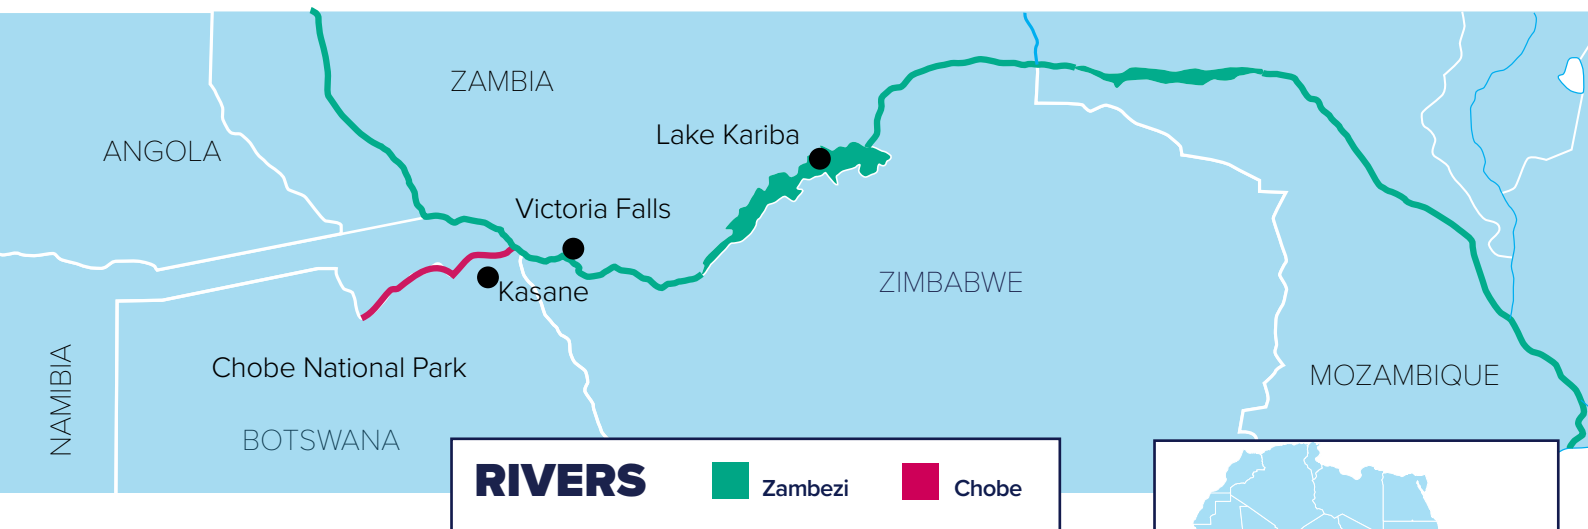 ZAMBIA
Lake Kariba
ANGOLA
Victoria Falls
ZIMBABWE
Kasane
NAMIBIA
Chobe National Park
MOZAMBIQUE
BOTSWANA
RIVERS
Zambezi
Chobe